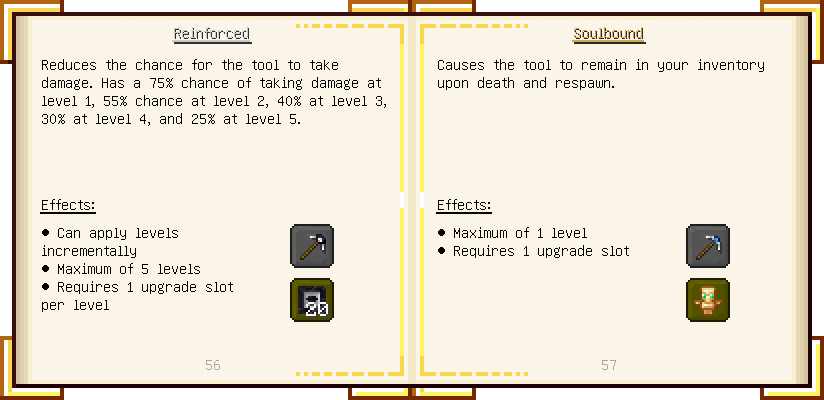 Reinforced
Reduces the chance for the tool to take
damage. Has a 75% chance of taking damage at
level 1, 55% chance at level 2, 40% at level 3,
30% at level 4, and 25% at level 5.
Effects:
• Can apply levels
incrementally
• Maximum of 5 levels
• Requires 1 upgrade slot
per level
20
56
Soulbound
Causes the tool to remain in your inventory
upon death and respawn.
Effects:
• Maximum of 1 level
• Requires 1 upgrade slot
57